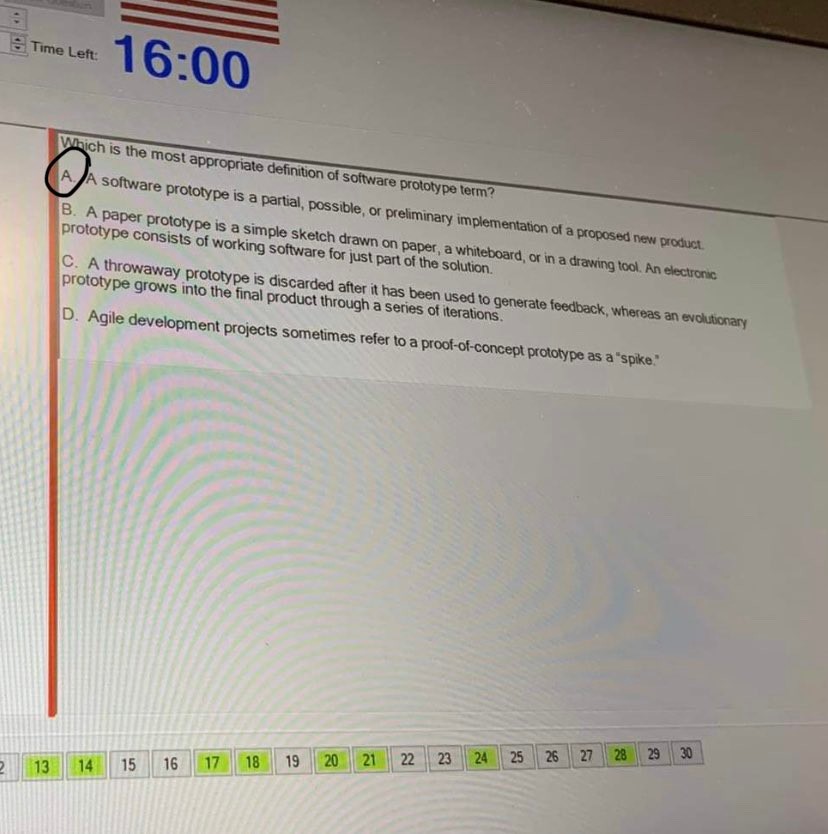 Time Left: 16:00
Which is the most appropriate definition of software prototype term?
A. A software prototype is a partial, possible, or preliminary implementation of a proposed new product.
B. A paper prototype is a simple sketch drawn on paper, a whiteboard, or in a drawing tool. An electronic
prototype consists of working software for just part of the solution.
C. A throwaway prototype is discarded after it has been used to generate feedback, whereas an evolutionary
prototype grows into the final product through a series of iterations.
D. Agile development projects sometimes refer to a proof-of-concept prototype as a "spike."
13 14 15 16 17 18 19 20 21 22 23 24 25 26 27 28 29 30